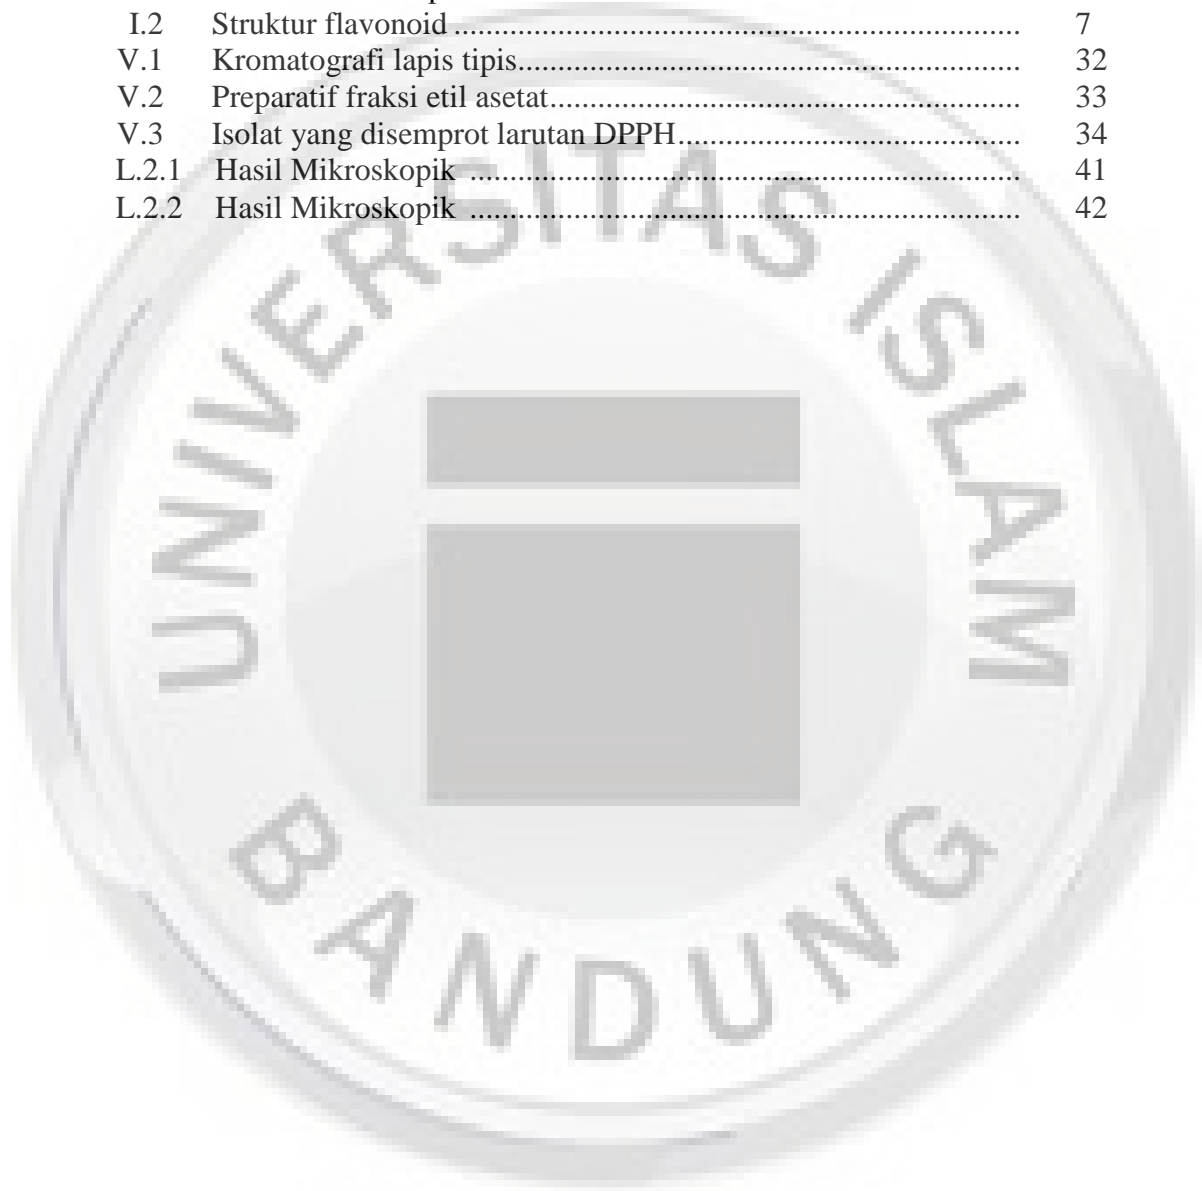 I.2 Struktur flavonoid ........................................................................ 7
V.1 Kromatografi lapis tipis................................................................ 32
V.2 Preparatif fraksi etil asetat............................................................ 33
V.3 Isolat yang disemprot larutan DPPH........................................... 34
L.2.1 Hasil Mikroskopik ...................................................................... 41
L.2.2 Hasil Mikroskopik ...................................................................... 42
UNIVERSITAS ISLAM
BANDUNG